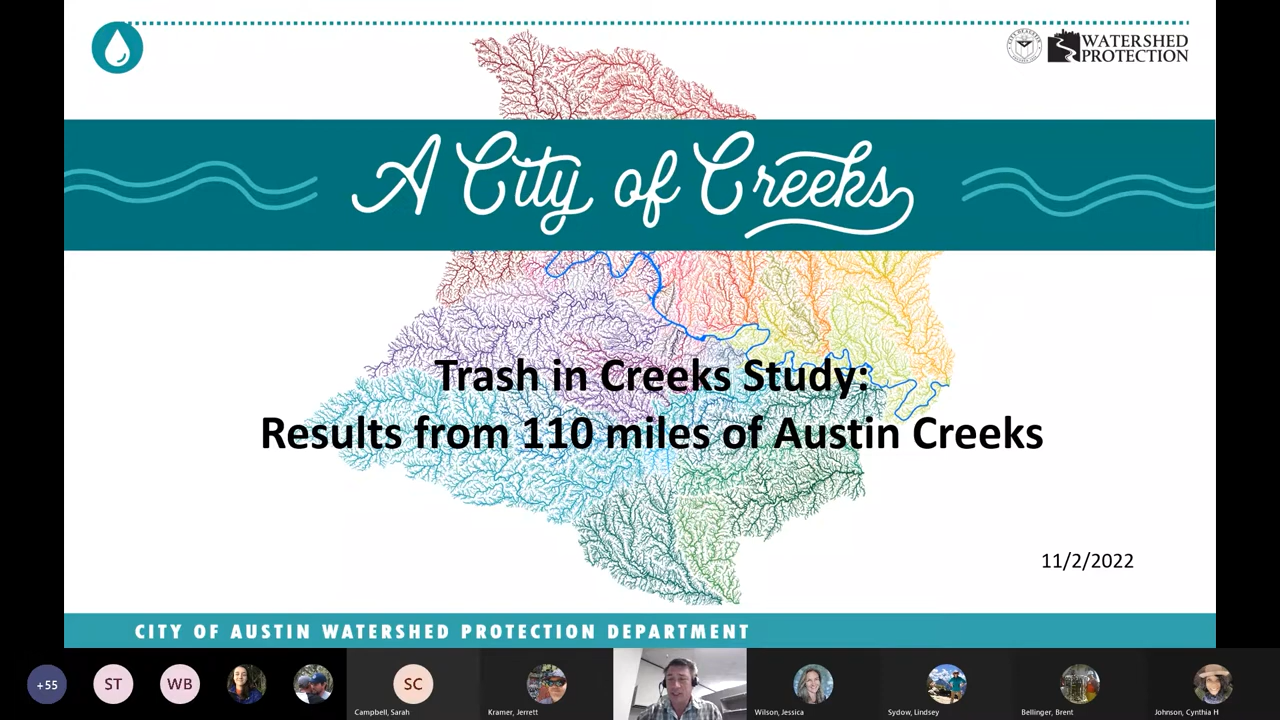 WATERSHED
PROTECTION
A City of Creeks
Trash in Creeks Study:
Results from 110 miles of Austin Creeks
11/2/2022
CITY OF AUSTIN WATERSHED PROTECTION DEPARTMENT
+55
ST
WB
SC
Campbell, Sarah
Kramer, Jerrett
Wilson, Jessica
Sydow, Lindsey
Bellinger, Brent
Johnson, Cynthia H